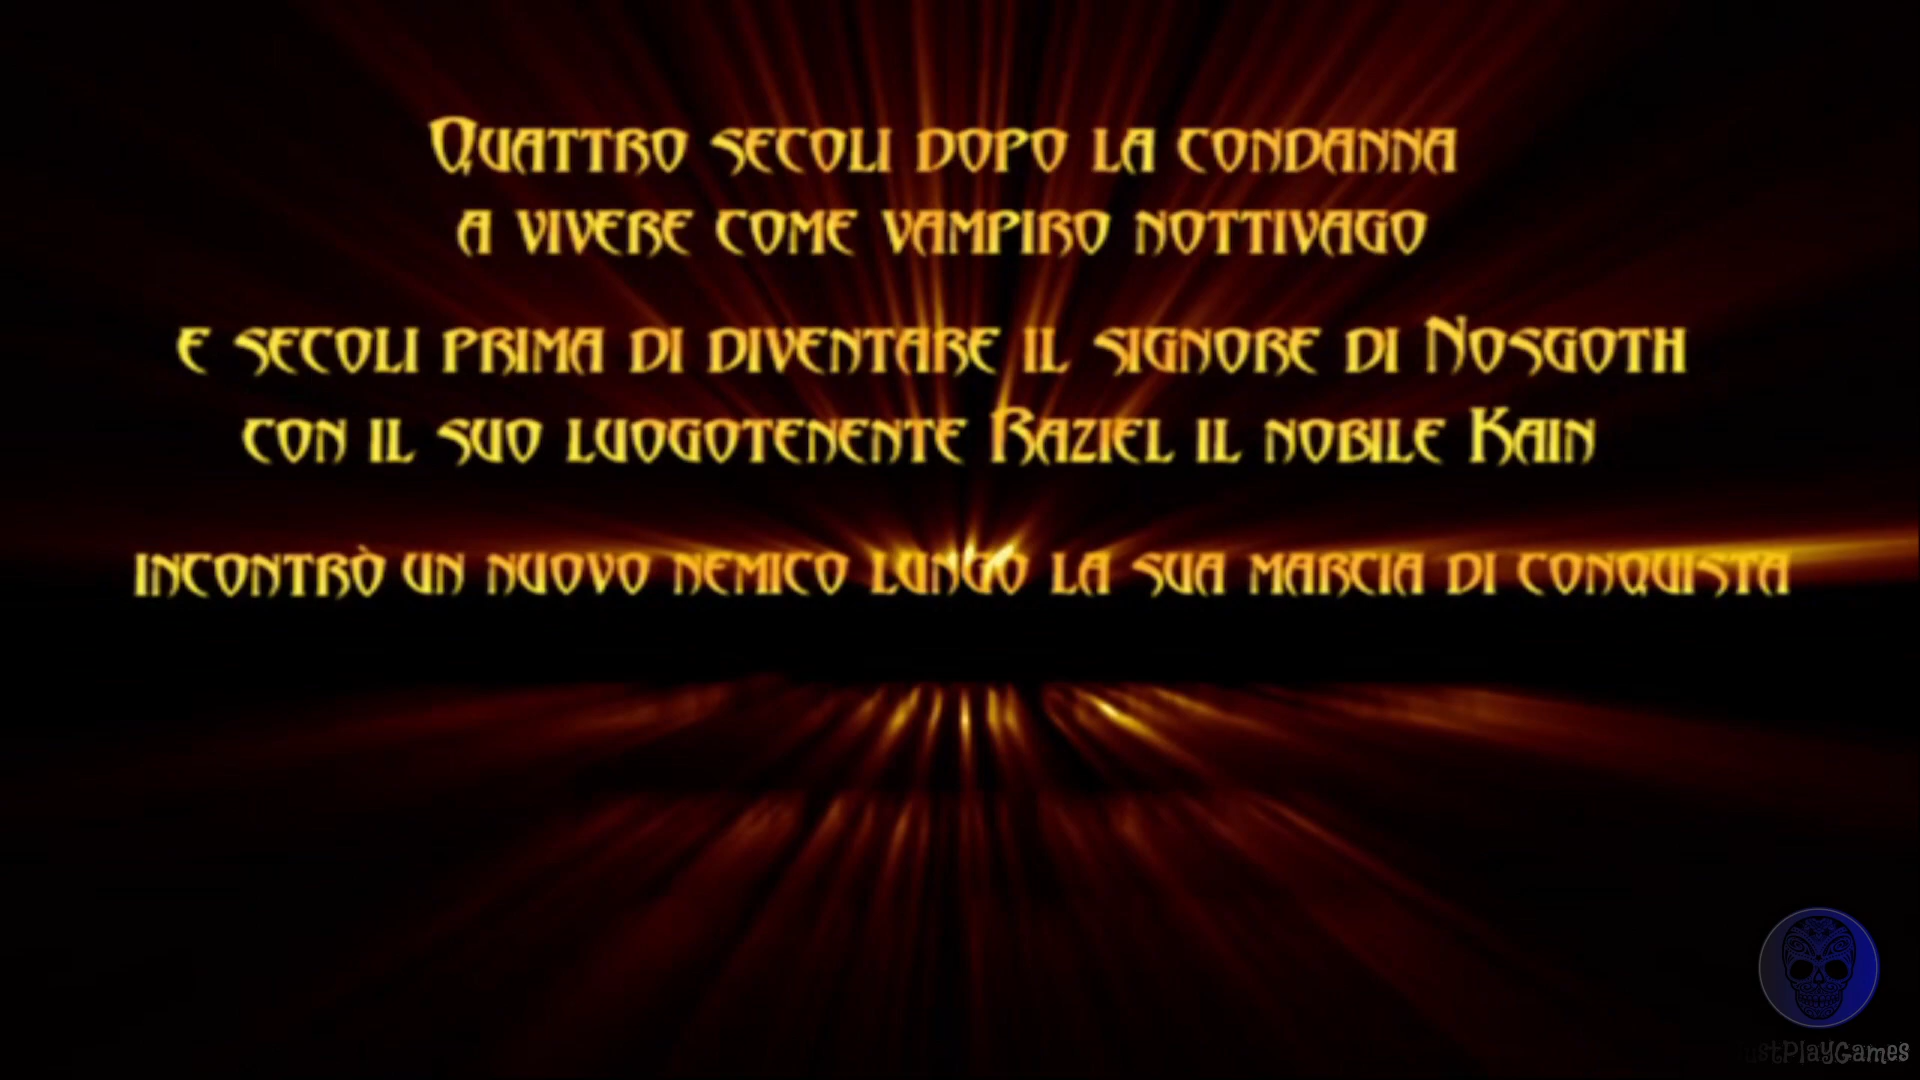 Quattro secoli dopo la condanna
a vivere come vampiro nottivago
e secoli prima di diventare il signore di Nosgoth
con il suo luogotenente Raziel il nobile Kain
incontrò un nuovo nemico lungo la sua marcia di conquista
JustPlayGames